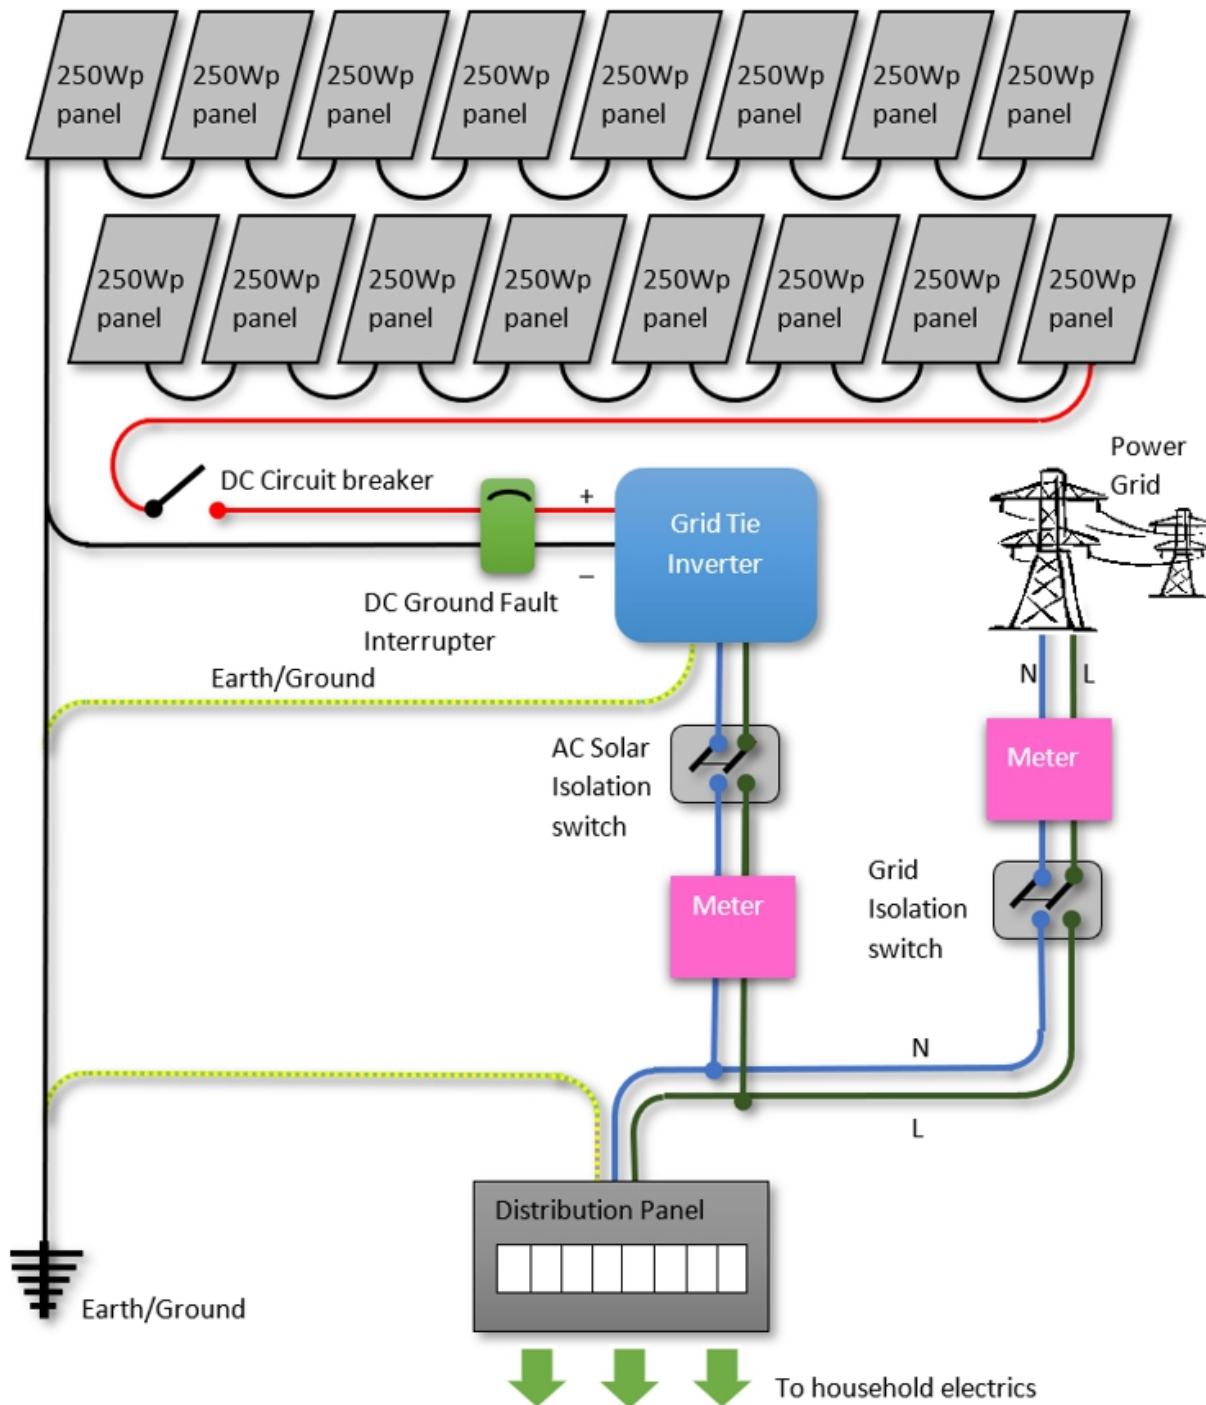 250Wp
panel
250Wp
panel
250Wp
panel
250Wp
panel
250Wp
panel
250Wp
panel
250Wp
panel
250Wp
panel
250Wp
panel
250Wp
panel
250Wp
panel
250Wp
panel
250Wp
panel
250Wp
panel
250Wp
panel
250Wp
panel
DC Circuit breaker
+
–
Grid Tie
Inverter
Power
Grid
DC Ground Fault
Interrupter
Earth/Ground
N
L
AC Solar
Isolation
switch
Meter
Meter
Grid
Isolation
switch
N
L
Distribution Panel
Earth/Ground
To household electrics